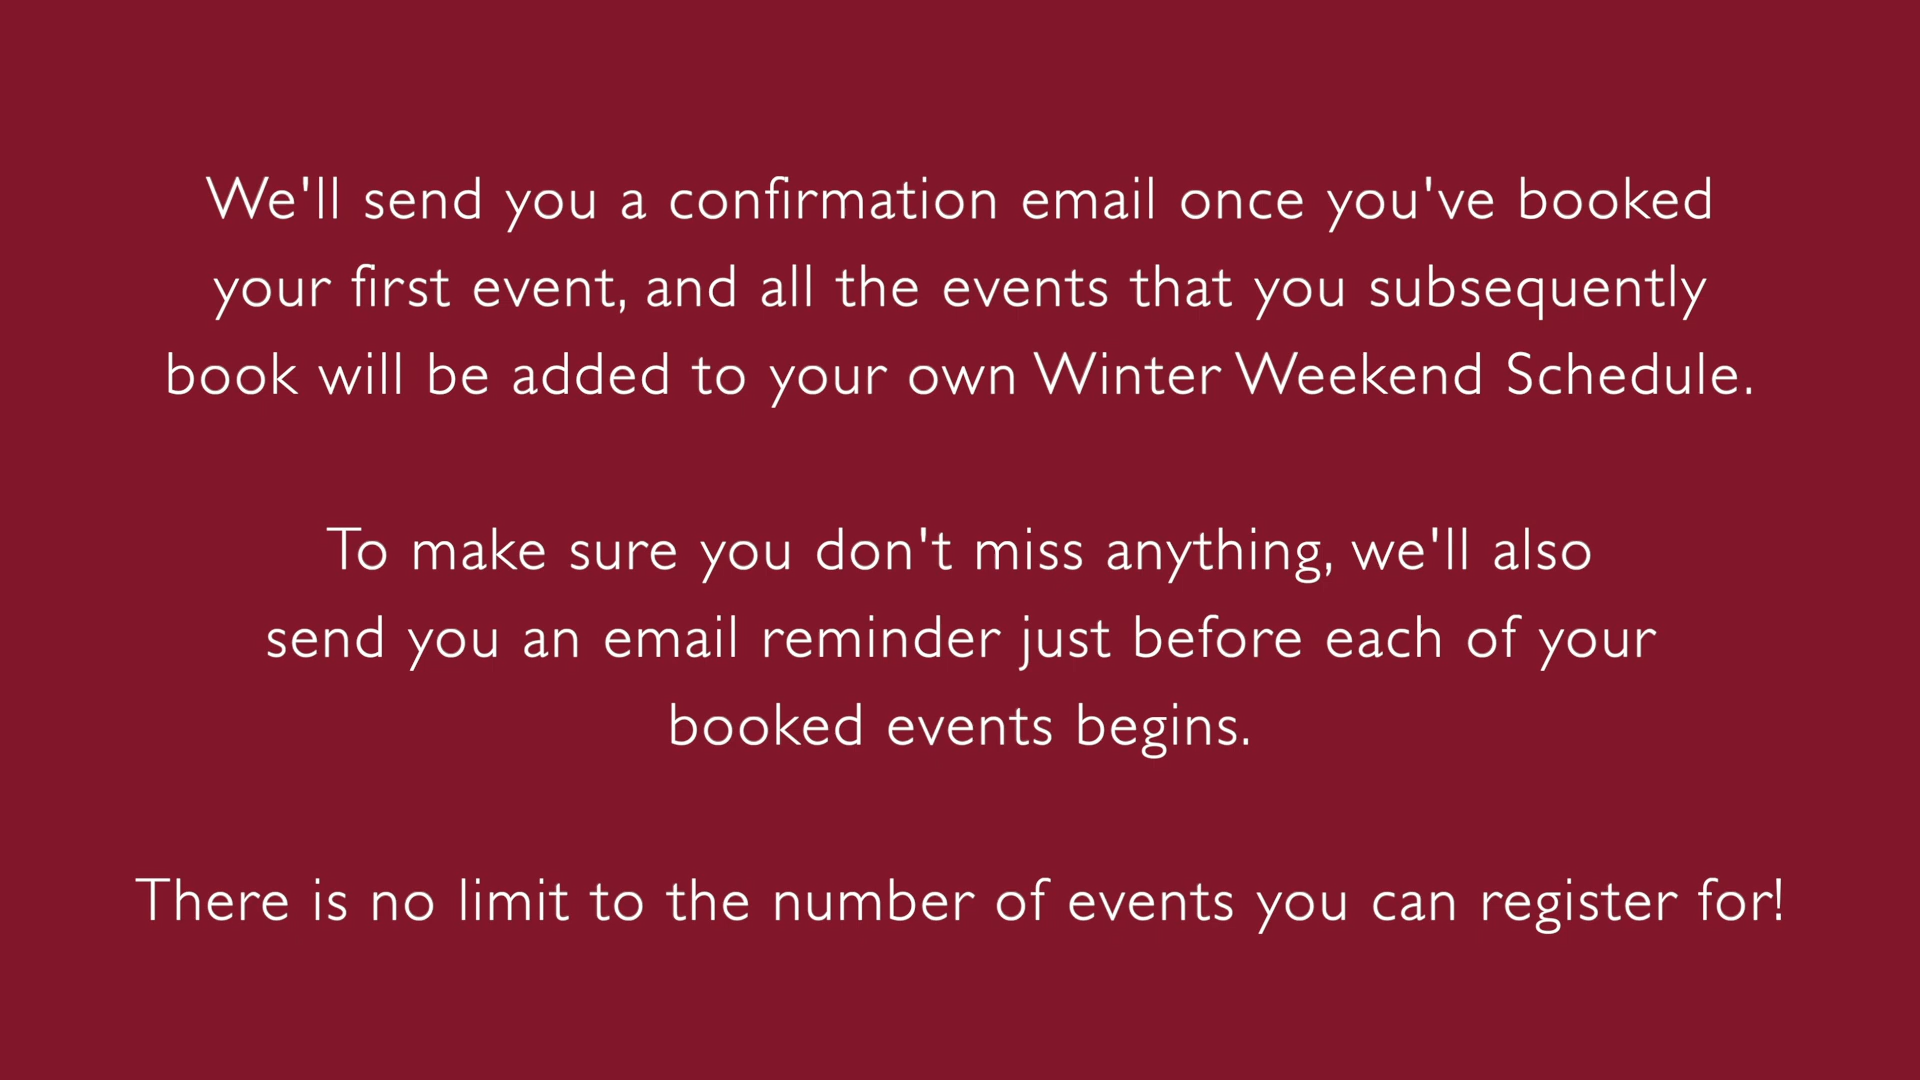 We'll send you a confirmation email once you've booked
your first event, and all the events that you subsequently
book will be added to your own Winter Weekend Schedule.
To make sure you don't miss anything, we'll also
send you an email reminder just before each of your
booked events begins.
There is no limit to the number of events you can register for!